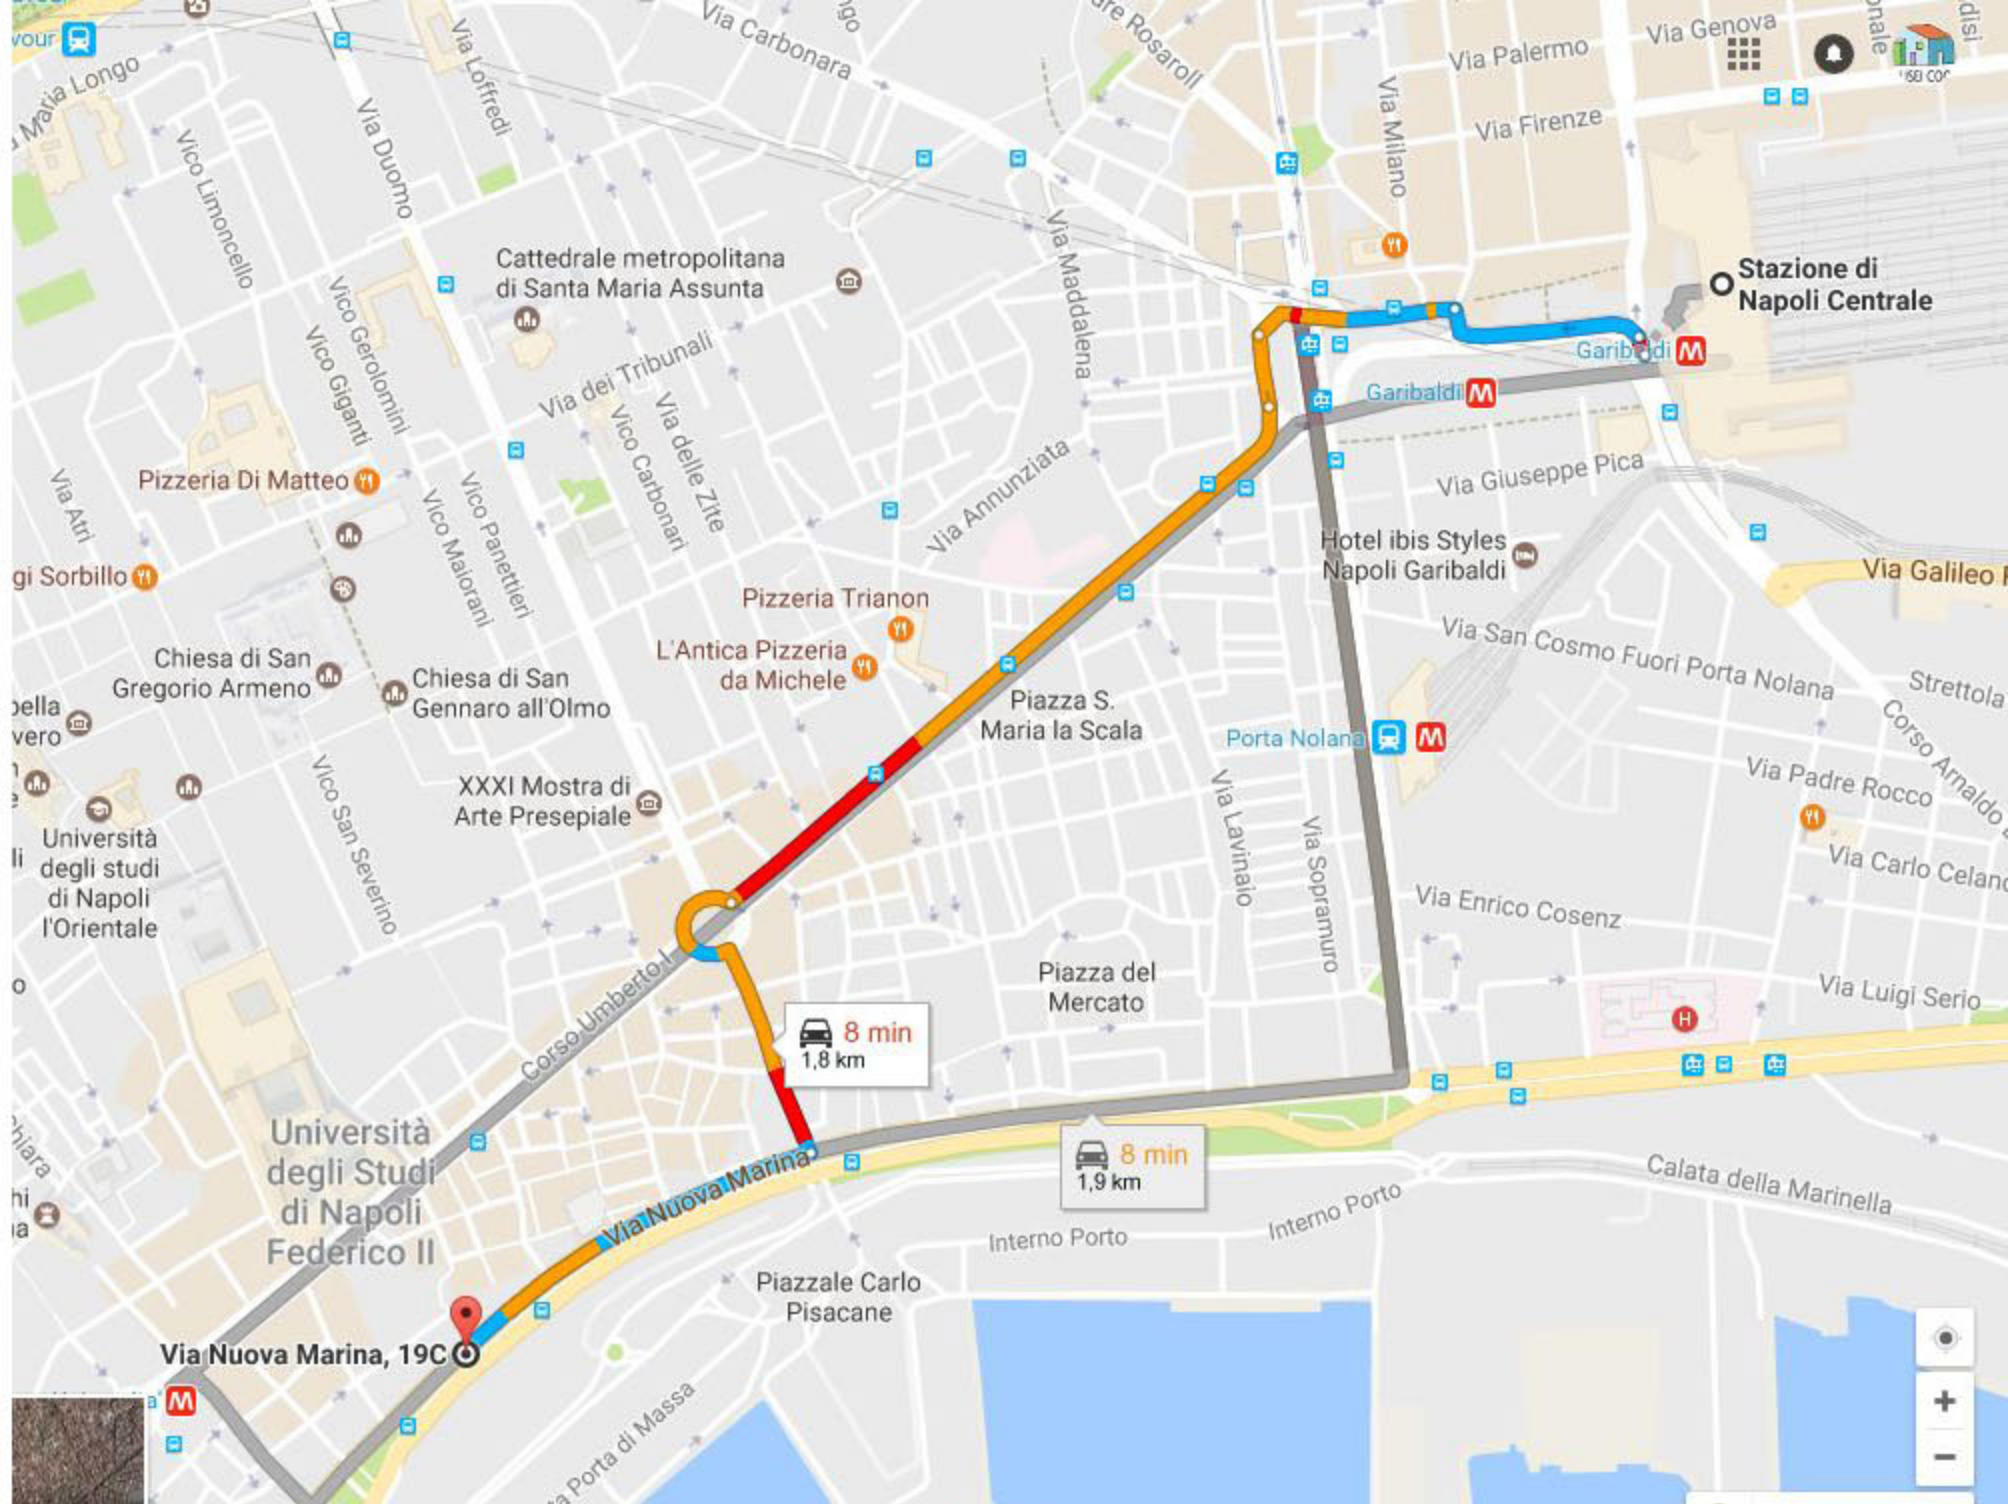 Via Carbonara
Via Palermo
Via Genova
Via Loffredi
Via Firenze
Via Milano
Via Duomo
Vico Limoncello
Via Maddalena
Cattedrale metropolitana
di Santa Maria Assunta
Stazione di
Napoli Centrale
Vico Gerolomini
Vico Giganti
Via dei Tribunali
Garibaldi
Garibaldi
Vico Carbonari
Via delle Zite
Via Annunziata
Via Giuseppe Pica
Pizzeria Di Matteo
Via Atri
Vico Panettieri
Vico Maiorani
Hotel ibis Styles
Napoli Garibaldi
gi Sorbillo
Via Galileo F
Pizzeria Trianon
L'Antica Pizzeria
da Michele
Via San Cosmo Fuori Porta Nolana
Chiesa di San
Gregorio Armeno
Chiesa di San
Gennaro all'Olmo
Strettola
Piazza S.
Maria la Scala
Porta Nolana
Corso Arnaldo
Via Padre Rocco
XXXI Mostra di
Arte Presepiale
Vico San Severino
Via Lavinaio
Via Sopramuro
Università
degli studi
di Napoli
l'Orientale
Via Carlo Celano
Via Enrico Cosenz
Corso Umberto I
Piazza del
Mercato
Via Luigi Serio
H
8 min
1,8 km
Università
degli Studi
di Napoli
Federico II
8 min
1,9 km
Via Nuova Marina
Calata della Marinella
Interno Porto
Interno Porto
Piazzale Carlo
Pisacane
Via Nuova Marina, 19C
a Porta di Massa